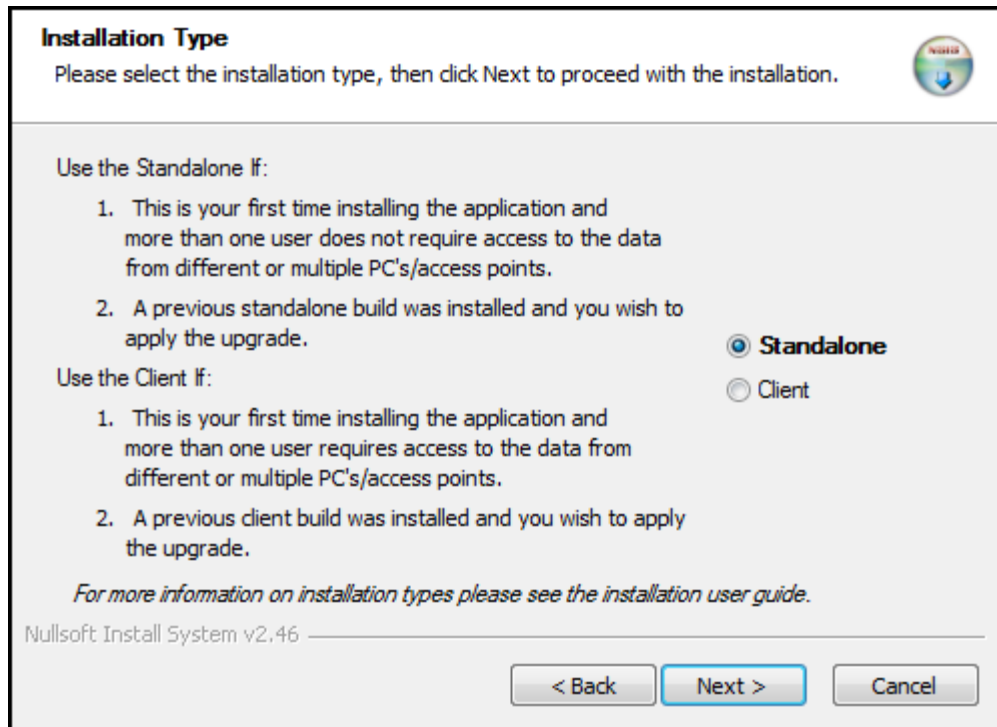 Installation Type
Please select the installation type, then click Next to proceed with the installation.
Use the Standalone If:
1. This is your first time installing the application and
more than one user does not require access to the data
from different or multiple PC's/access points.
2. A previous standalone build was installed and you wish to
apply the upgrade.
Standalone
Use the Client If:
Client
1. This is your first time installing the application and
more than one user requires access to the data from
different or multiple PC's/access points.
2. A previous client build was installed and you wish to apply
the upgrade.
For more information on installation types please see the installation user guide.
Nullsoft Install System v2.46
< Back Next > Cancel